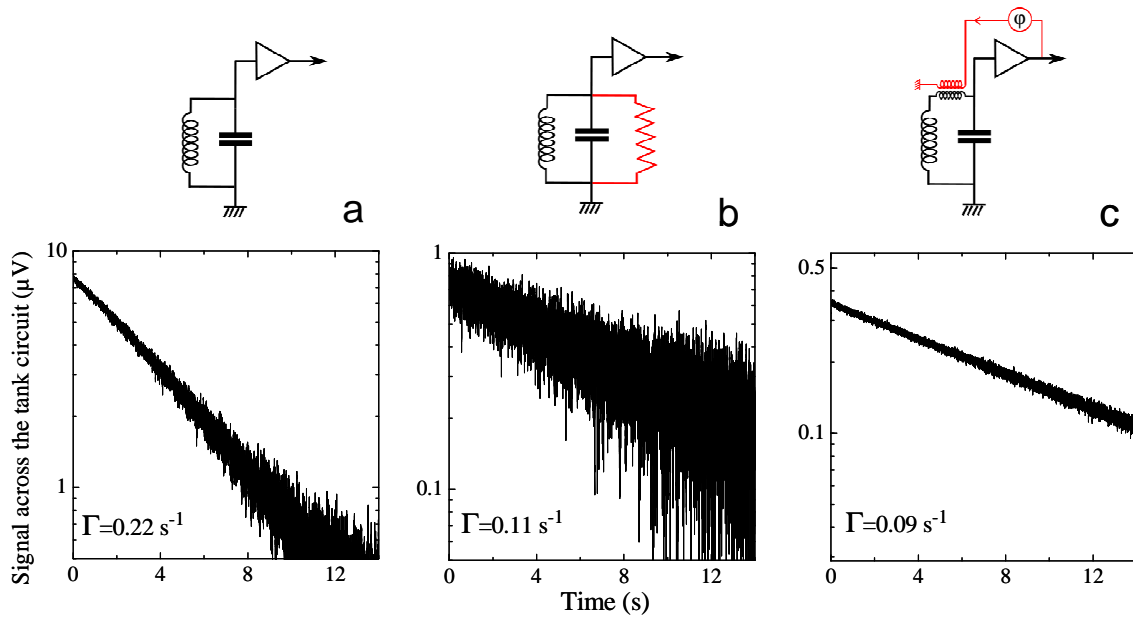 φ
a
b
c
Signal across the tank circuit (µV)
10
1
Γ=0.22 s⁻¹
0 4 8 12
1
0.1
Γ=0.11 s⁻¹
0 4 8 12
0.5
0.1
Γ=0.09 s⁻¹
0 4 8 12
Time (s)